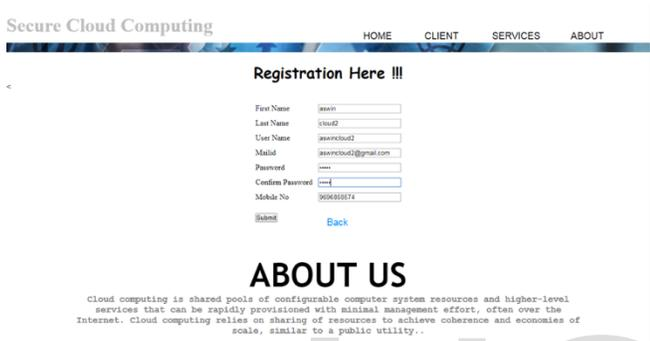 Secure Cloud Computing
HOME CLIENT SERVICES ABOUT
Registration Here !!!
<
First Name aswin
Last Name cloud2
User Name aswincloud2
Mailid aswincloud2@gmail.com
Password •••••
Confirm Password •••••
Mobile No
Submit Back
ABOUT US
Cloud computing is shared pools of configurable computer system resources and higher-level
services that can be rapidly provisioned with minimal management effort, often over the
Internet. Cloud computing relies on sharing of resources to achieve coherence and economies of
scale, similar to a public utility..